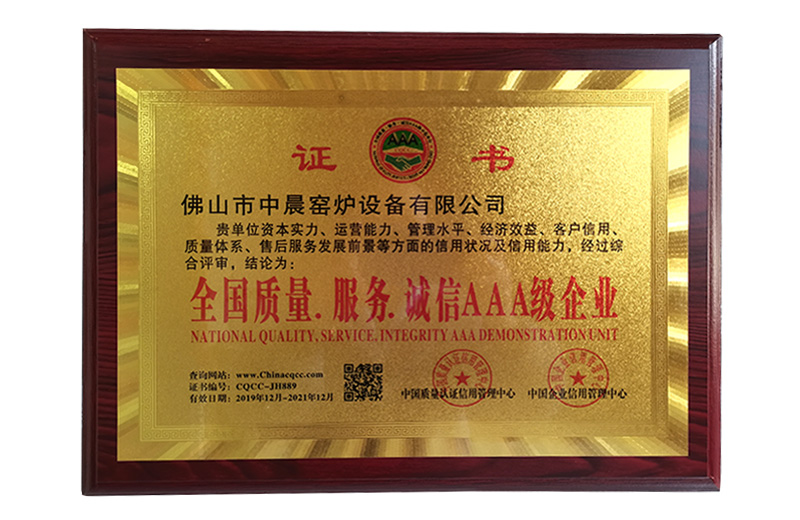 证 AAA 书
佛山市中晨窑炉设备有限公司
贵单位资本实力、运营能力、管理水平、经济效益、客户信用、
质量体系、售后服务发展前景等方面的信用状况及信用能力，经过综
合评审，结论为：
全国质量.服务.诚信AAA级企业
NATIONAL QUALITY, SERVICE, INTEGRITY AAA DEMONSTRATION UNIT
查询网站：www.Chinacqcc.com
证书编号：CQCC-JH889
有效日期：2019年12月-2021年12月
中国质量认证信用管理中心
中国企业信用管理中心